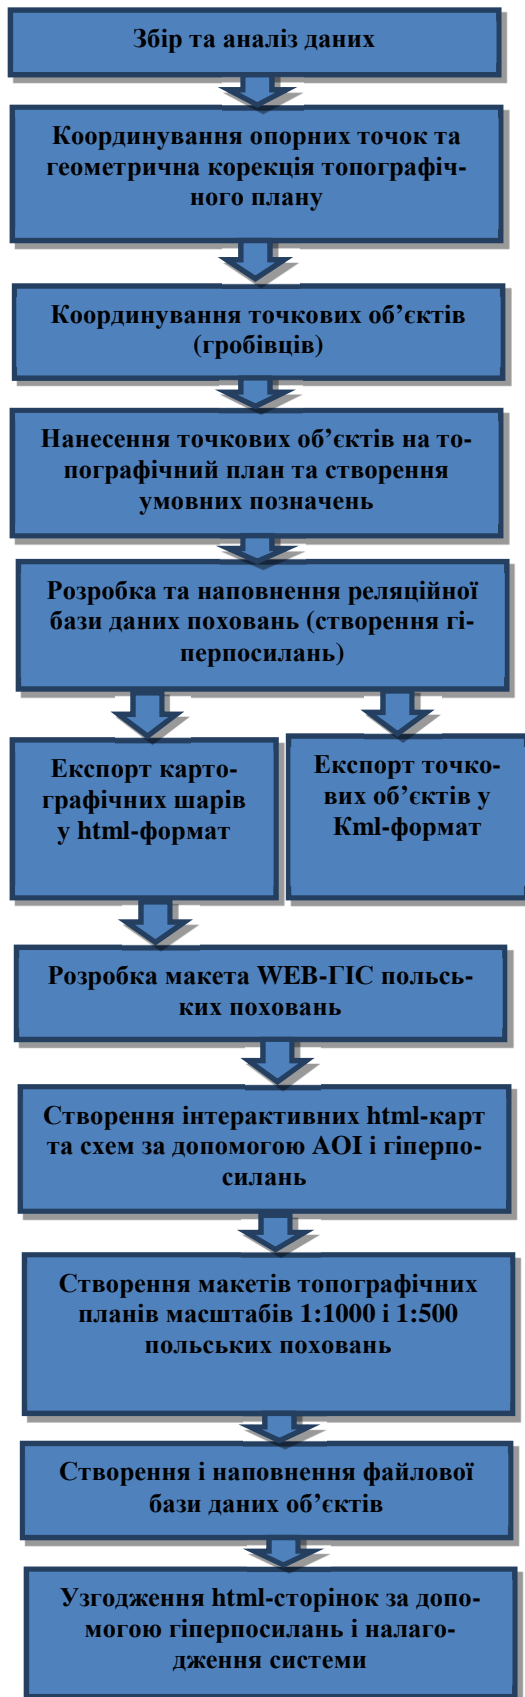 Збір та аналіз даних
Координування опорних точок та
геометрична корекція топографіч-
ного плану
Координування точкових об’єктів
(гробівців)
Нанесення точкових об’єктів на то-
пографічний план та створення
умовних позначень
Розробка та наповнення реляційної
бази даних поховань (створення гі-
перпосилань)
Експорт карто-
графічних шарів
у html-формат
Експорт точко-
вих об’єктів у
Kml-формат
Розробка макета WEB-ГІС польсь-
ких поховань
Створення інтерактивних html-карт
та схем за допомогою AOI і гіперпо-
силань
Створення макетів топографічних
планів масштабів 1:1000 і 1:500
польських поховань
Створення і наповнення файлової
бази даних об’єктів
Узгодження html-сторінок за допо-
могою гіперпосилань і налаго-
дження системи